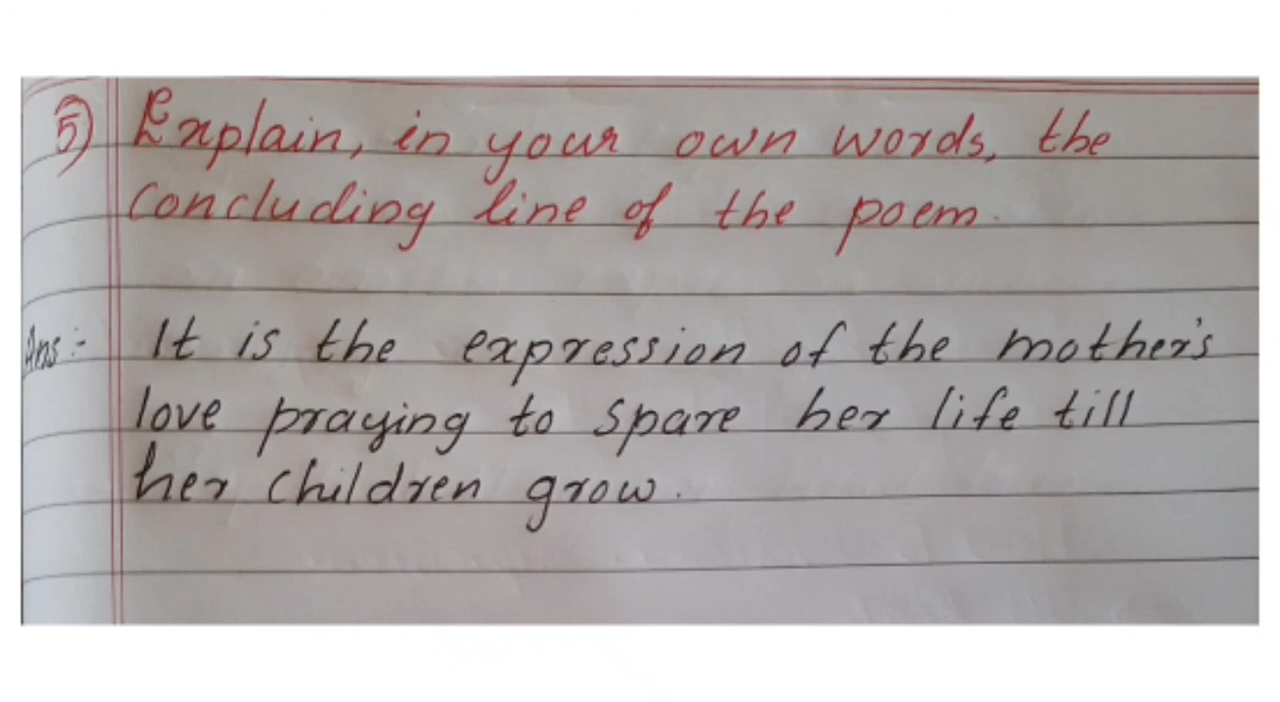 5) Explain, in your own words, the
concluding line of the poem.
Ans:- It is the expression of the mother's
love praying to spare her life till
her children grow.